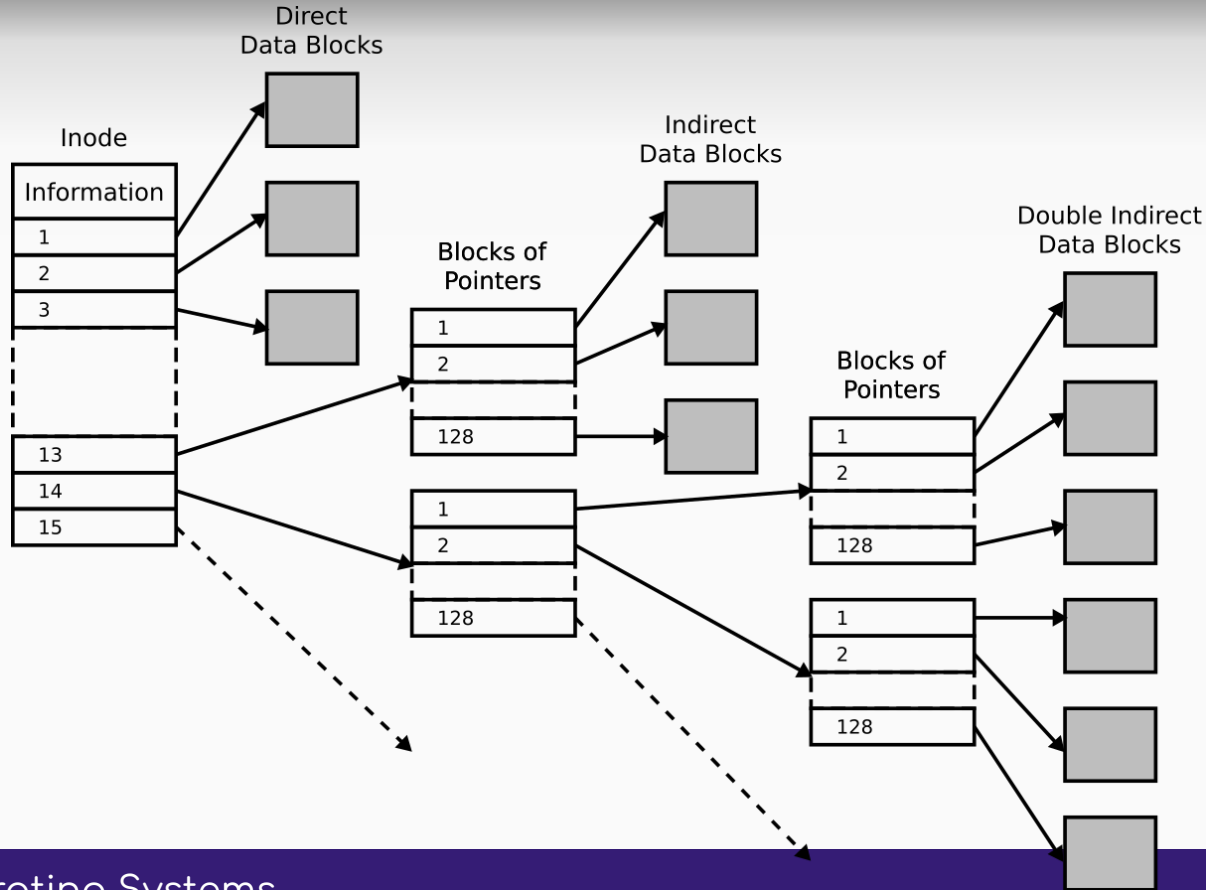 Direct
Data Blocks
Inode
Information
1
2
3
13
14
15
Blocks of
Pointers
1
2
128
1
2
128
Indirect
Data Blocks
Blocks of
Pointers
1
2
128
1
2
128
Double Indirect
Data Blocks
Systems